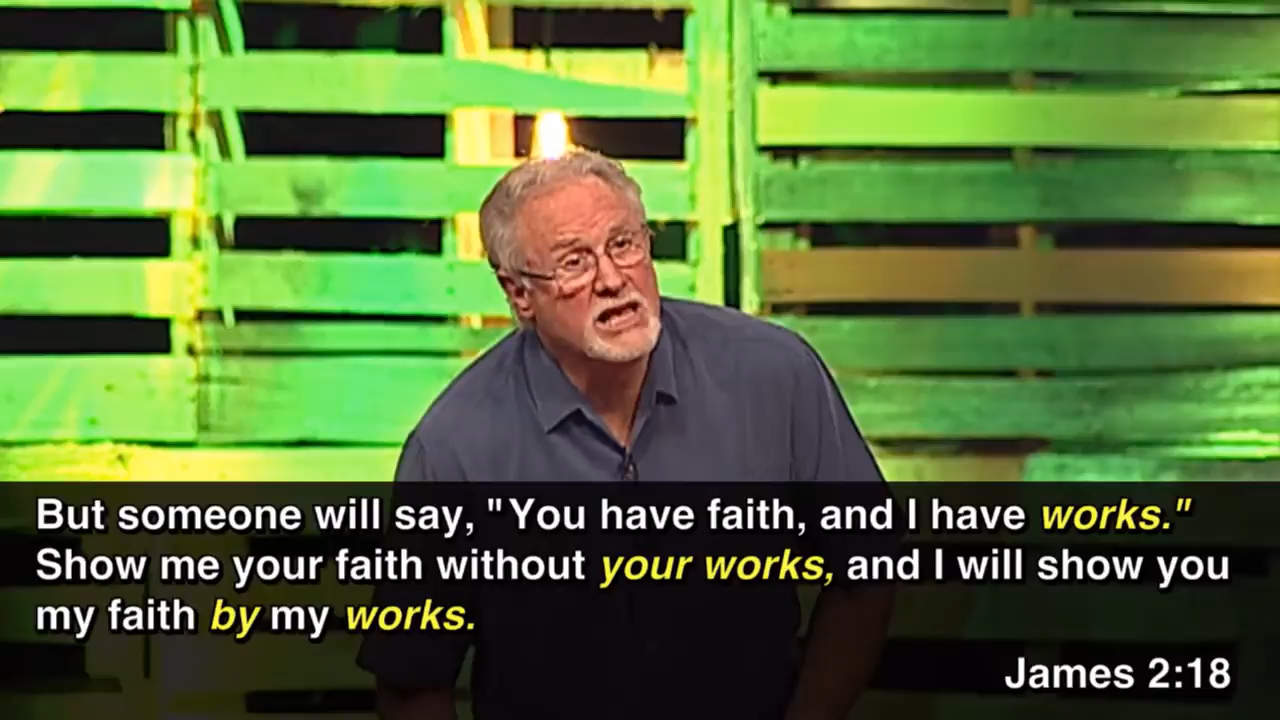 But someone will say, "You have faith, and I have works."
Show me your faith without your works, and I will show you
my faith by my works.
James 2:18